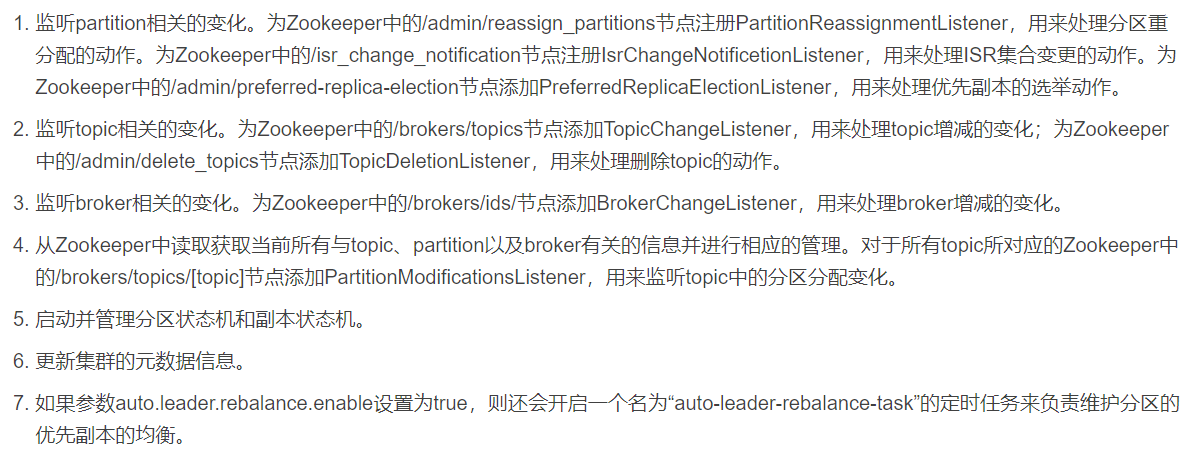 1. 监听partition相关的变化。为Zookeeper中的/admin/reassign_partitions节点注册PartitionReassignmentListener，用来处理分区重
分配的动作。为Zookeeper中的/isr_change_notification节点注册IsrChangeNotificetionListener，用来处理ISR集合变更的动作。为
Zookeeper中的/admin/preferred-replica-election节点添加PreferredReplicaElectionListener，用来处理优先副本的选举动作。
2. 监听topic相关的变化。为Zookeeper中的/brokers/topics节点添加TopicChangeListener，用来处理topic增减的变化；为Zookeeper
中的/admin/delete_topics节点添加TopicDeletionListener，用来处理删除topic的动作。
3. 监听broker相关的变化。为Zookeeper中的/brokers/ids/节点添加BrokerChangeListener，用来处理broker增减的变化。
4. 从Zookeeper中读取获取当前所有与topic、partition以及broker有关的信息并进行相应的管理。对于所有topic所对应的Zookeeper中
的/brokers/topics/[topic]节点添加PartitionModificationsListener，用来监听topic中的分区分配变化。
5. 启动并管理分区状态机和副本状态机。
6. 更新集群的元数据信息。
7. 如果参数auto.leader.rebalance.enable设置为true，则还会开启一个名为“auto-leader-rebalance-task”的定时任务来负责维护分区的
优先副本的均衡。